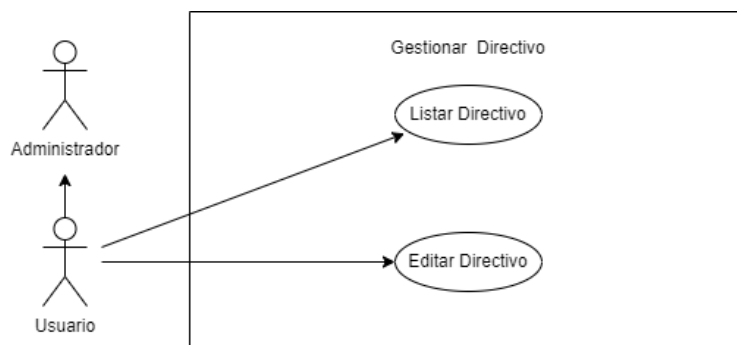 Gestionar Directivo
Listar Directivo
Administrador
Editar Directivo
Usuario